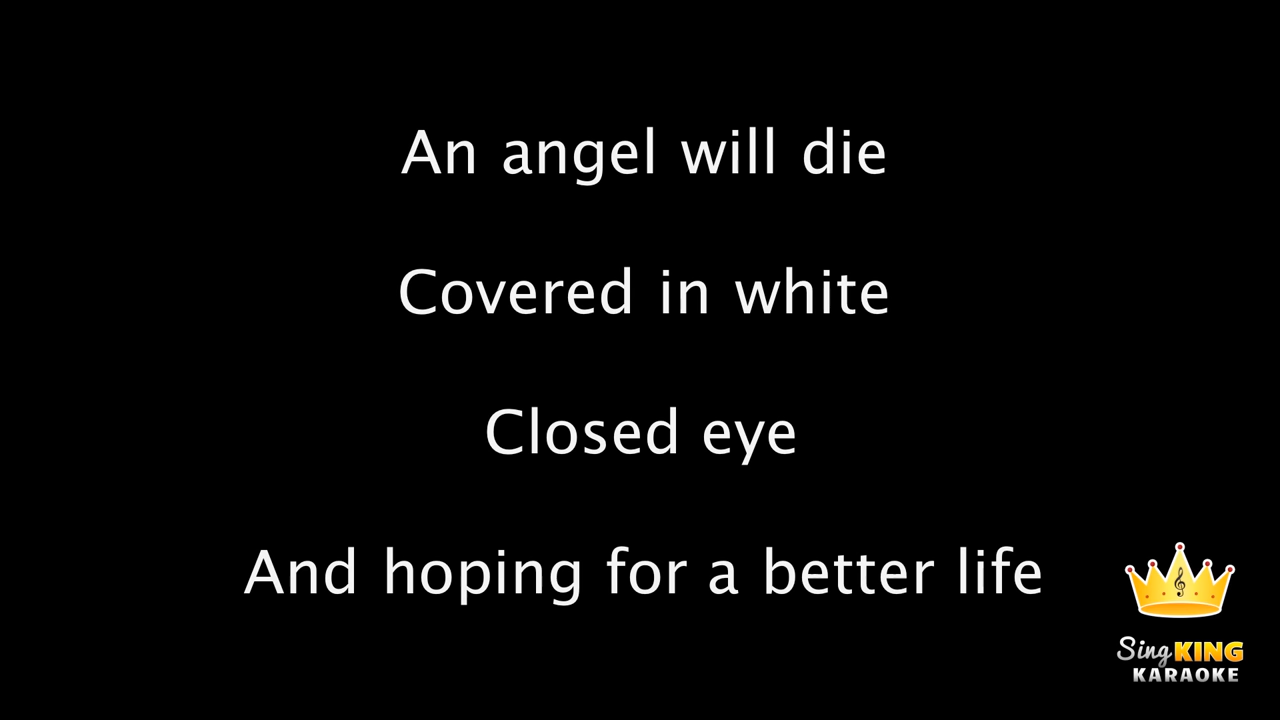 An angel will die
Covered in white
Closed eye
And hoping for a better life
Sing KING
KARAOKE